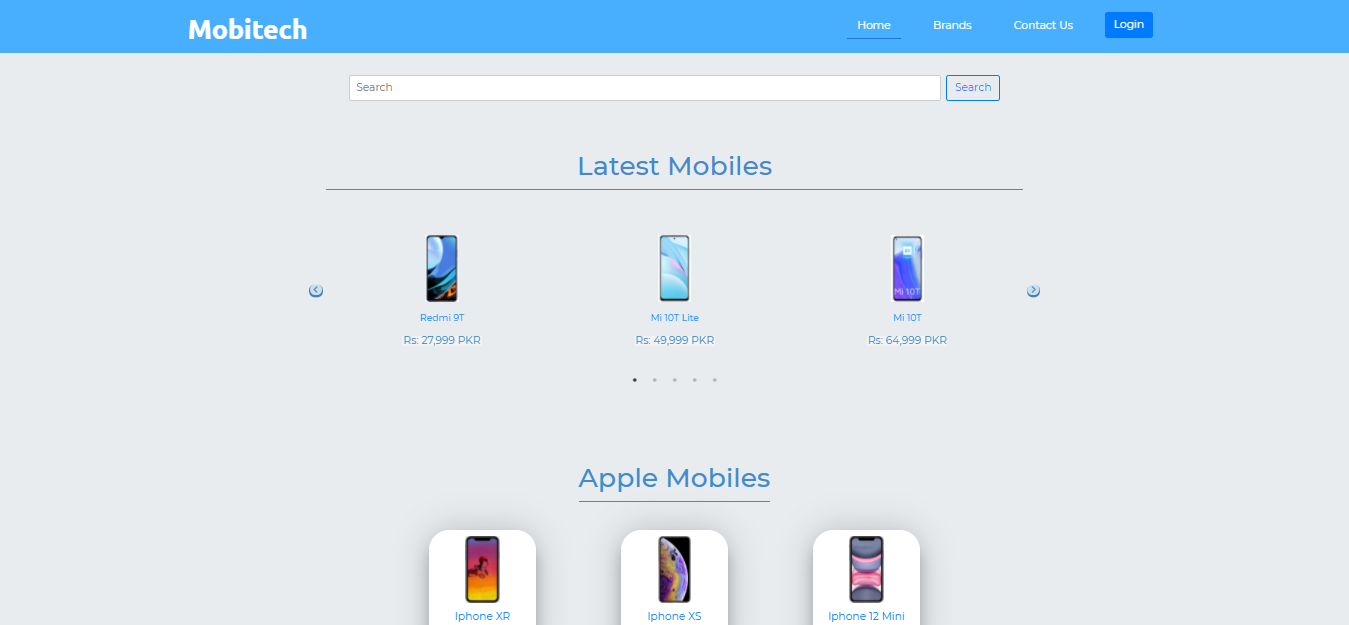 Mobitech
Home Brands Contact Us Login
Search Search
Latest Mobiles
Mi 10T
Redmi 9T Mi 10T Lite Mi 10T
Rs: 27,999 PKR Rs: 49,999 PKR Rs: 64,999 PKR
Apple Mobiles
Iphone XR Iphone XS Iphone 12 Mini